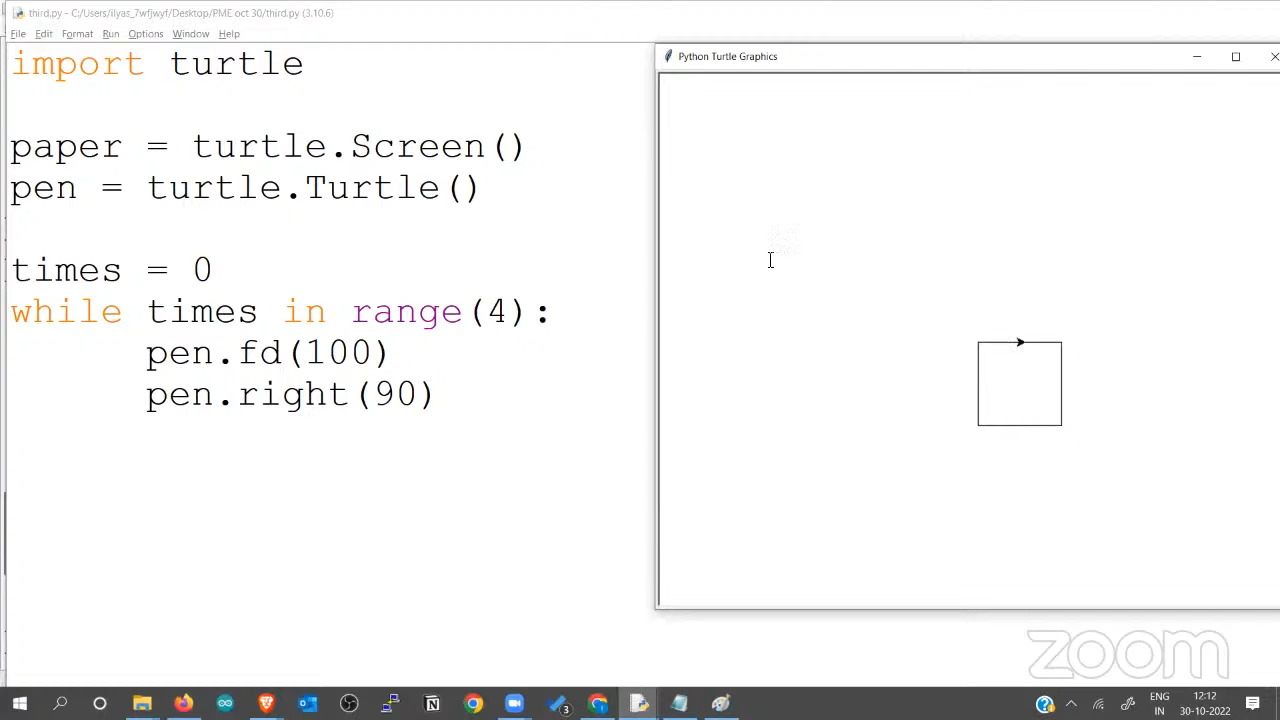 third.py - C:/Users/ilyas_7wfjwyf/Desktop/PME oct 30/third.py (3.10.6)
File Edit Format Run Options Window Help
import turtle
paper = turtle.Screen()
pen = turtle.Turtle()
times = 0
while times in range(4):
pen.fd(100)
pen.right(90)
Python Turtle Graphics
zoom
3
ENG
IN
12:12
30-10-2022